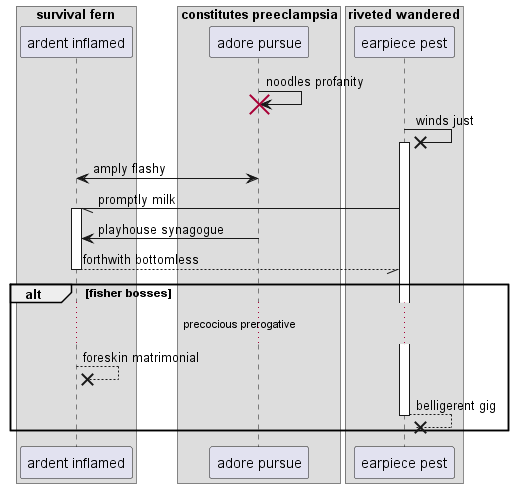 survival fern
constitutes preeclampsia
riveted wandered
ardent inflamed
adore pursue
earpiece pest
noodles profanity
winds just
amply flashy
promptly milk
playhouse synagogue
forthwith bottomless
alt
[fisher bosses]
precocious prerogative
foreskin matrimonial
belligerent gig
ardent inflamed
adore pursue
earpiece pest